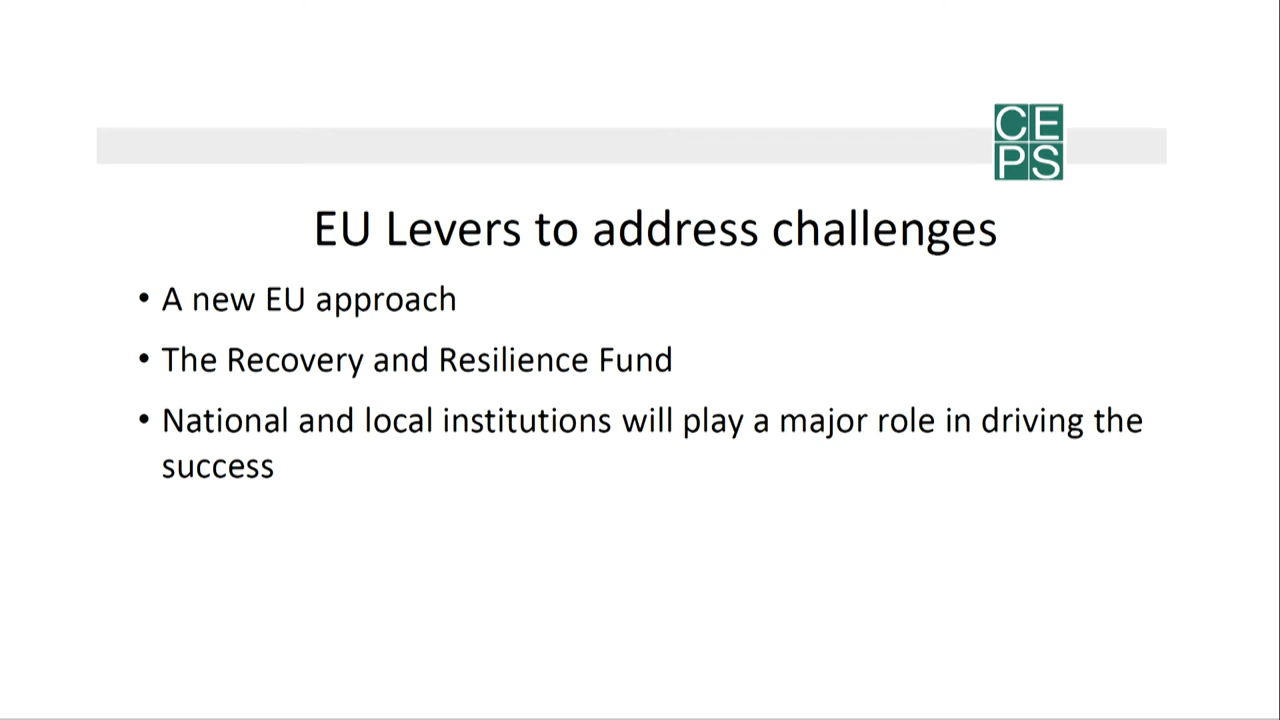 CE
PS
EU Levers to address challenges
• A new EU approach
• The Recovery and Resilience Fund
• National and local institutions will play a major role in driving the
success